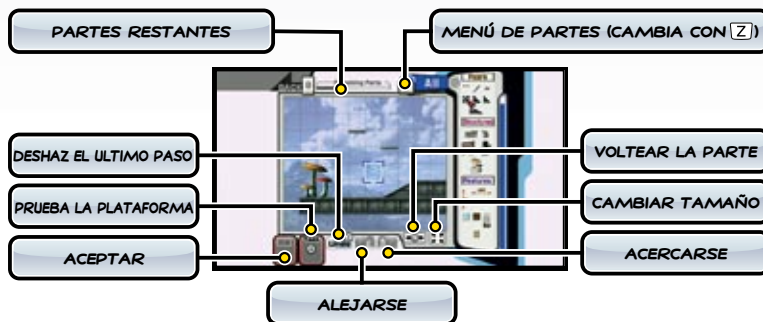 PARTES RESTANTES
MENÚ DE PARTES (CAMBIA CON Z)
DESHAZ EL ULTIMO PASO
PRUEBA LA PLATAFORMA
ACEPTAR
ALEJARSE
VOLTEAR LA PARTE
CAMBIAR TAMAÑO
ACERCARSE